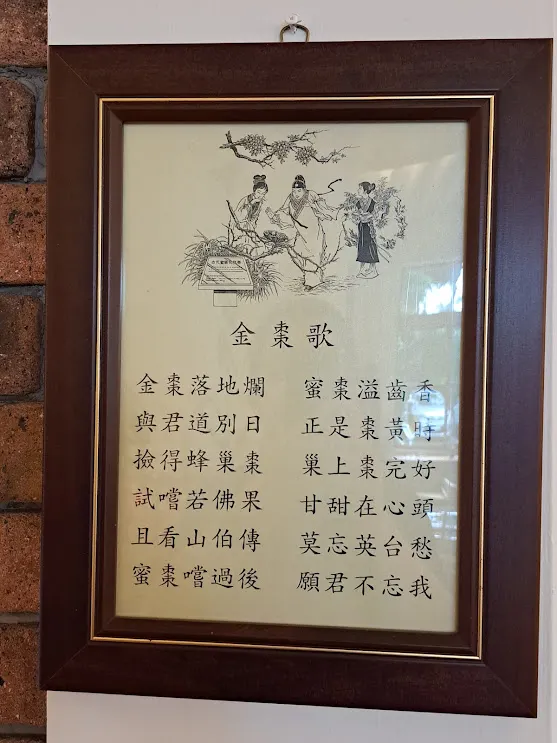 金棗歌
金棗落地爛 蜜棗溢齒香
與君道別日 正是棗黃時
撿得蜂巢棗 巢上棗完好
試嚐若佛果 甘甜在心頭
且看山伯傳 莫忘英台愁
蜜棗嚐過後 願君不忘我